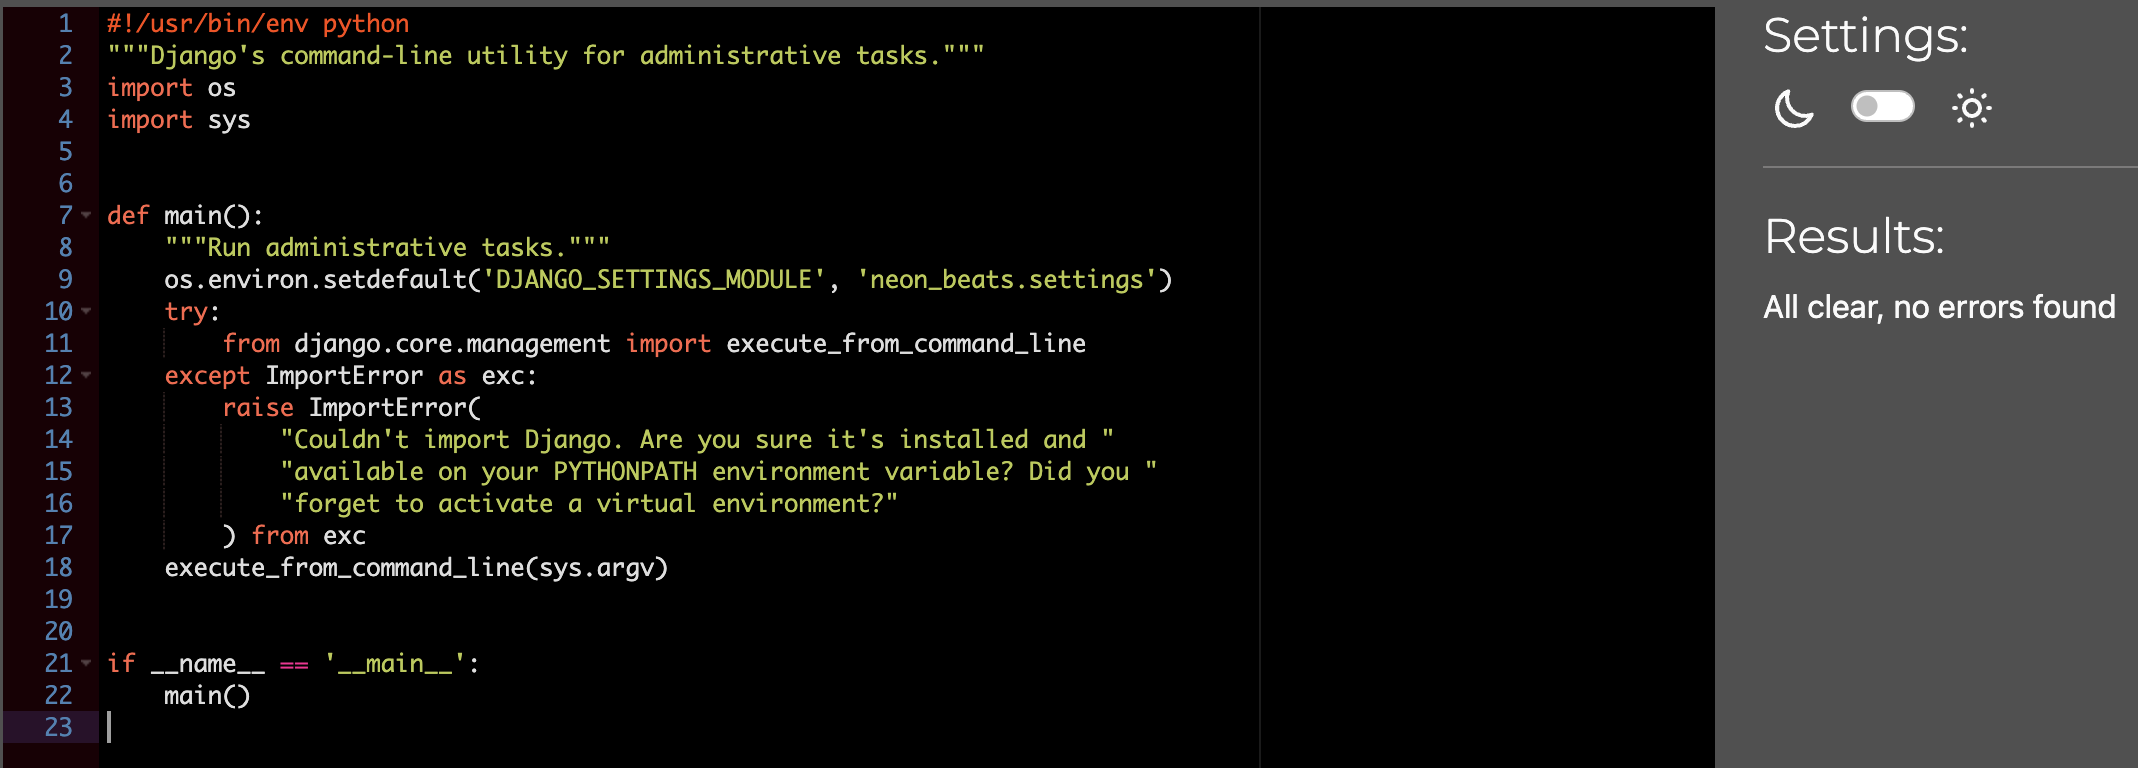 1 #!/usr/bin/env python
2 """Django's command-line utility for administrative tasks."""
3 import os
4 import sys
5
6
7 def main():
8     """Run administrative tasks."""
9     os.environ.setdefault('DJANGO_SETTINGS_MODULE', 'neon_beats.settings')
10     try:
11         from django.core.management import execute_from_command_line
12     except ImportError as exc:
13         raise ImportError(
14             "Couldn't import Django. Are you sure it's installed and "
15             "available on your PYTHONPATH environment variable? Did you "
16             "forget to activate a virtual environment?"
17         ) from exc
18     execute_from_command_line(sys.argv)
19
20
21 if __name__ == '__main__':
22     main()
23
Settings:
Results:
All clear, no errors found